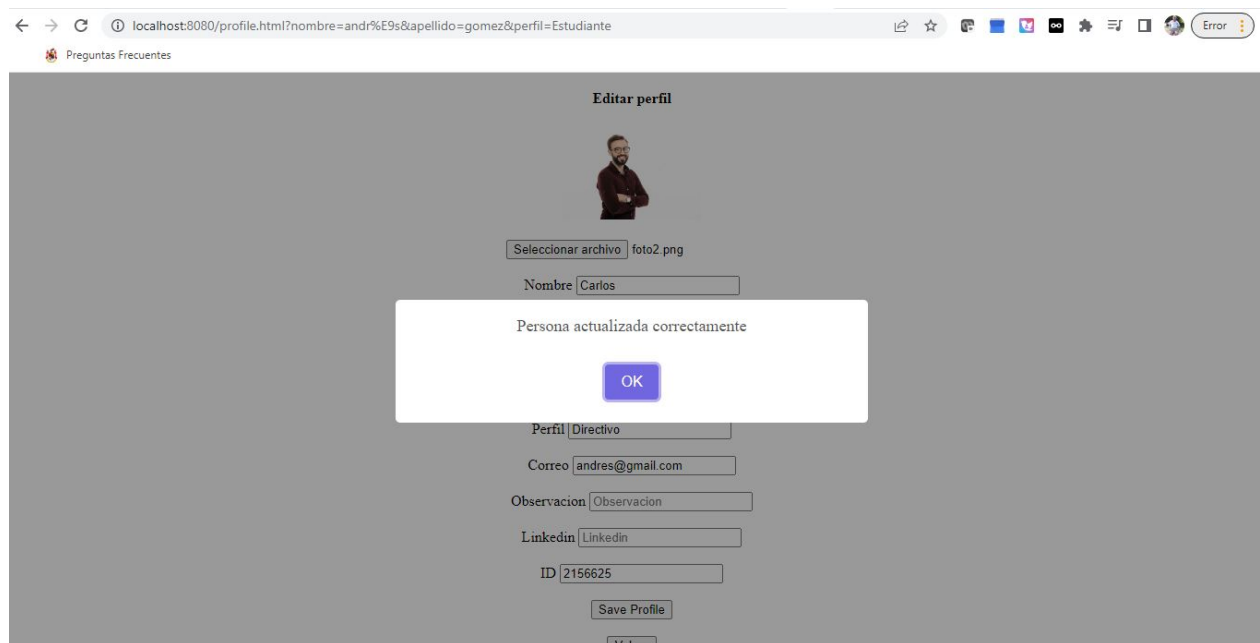 localhost:8080/profile.html?nombre=andr%E9s&apellido=gomez&perfil=Estudiante
Error
Preguntas Frecuentes
Editar perfil
Seleccionar archivo foto2.png
Nombre Carlos
Persona actualizada correctamente
OK
Perfil Directivo
Correo andres@gmail.com
Observacion Observacion
Linkedin Linkedin
ID 2156625
Save Profile